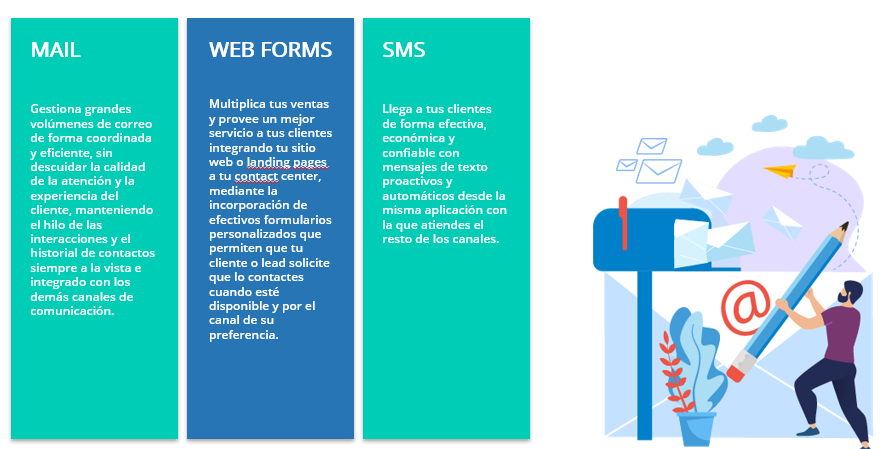 MAIL
Gestiona grandes
volúmenes de correo
de forma coordinada
y eficiente, sin
descuidar la calidad
de la atención y la
experiencia del
cliente, manteniendo
el hilo de las
interacciones y el
historial de contactos
siempre a la vista e
integrado con los
demás canales de
comunicación.
WEB FORMS
Multiplica tus ventas
y provee un mejor
servicio a tus clientes
integrando tu sitio
web o landing pages
a tu contact center,
mediante la
incorporación de
efectivos formularios
personalizados que
permiten que tu
cliente o lead solicite
que lo contactes
cuando esté
disponible y por el
canal de su
preferencia.
SMS
Llega a tus clientes
de forma efectiva,
económica y
confiable con
mensajes de texto
proactivos y
automáticos desde la
misma aplicación con
la que atiendes el
resto de los canales.
@